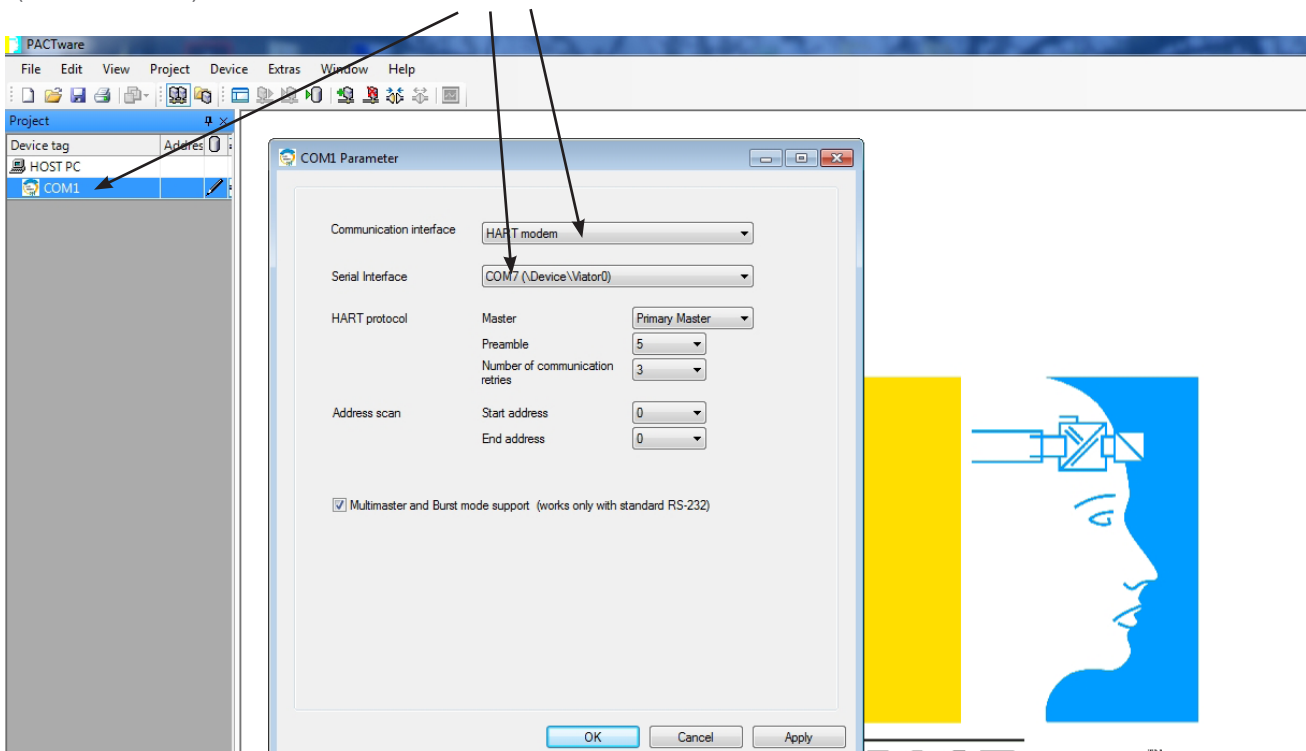 PACTware
File Edit View Project Device Extras Window Help
Project
Device tag Addres
HOST PC
COM1
COM1 Parameter
Communication interface HART modem
Serial Interface COM7 (\Device\Viator0)
HART protocol Master Primary Master
Preamble 5
Number of communication retries 3
Address scan Start address 0
End address 0
Multimaster and Burst mode support (works only with standard RS-232)
OK Cancel Apply